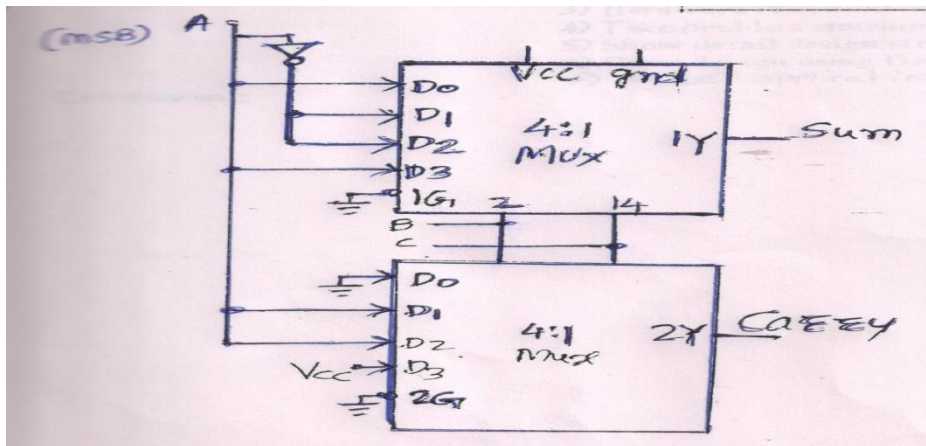 A
(MSB)
Vcc gnd
D0
D1
D2
D3
1G
4:1
MUX
1Y
Sum
2 14
B
C
D0
D1
D2
Vcc D3
2G
4:1
Mux
2Y
Carry